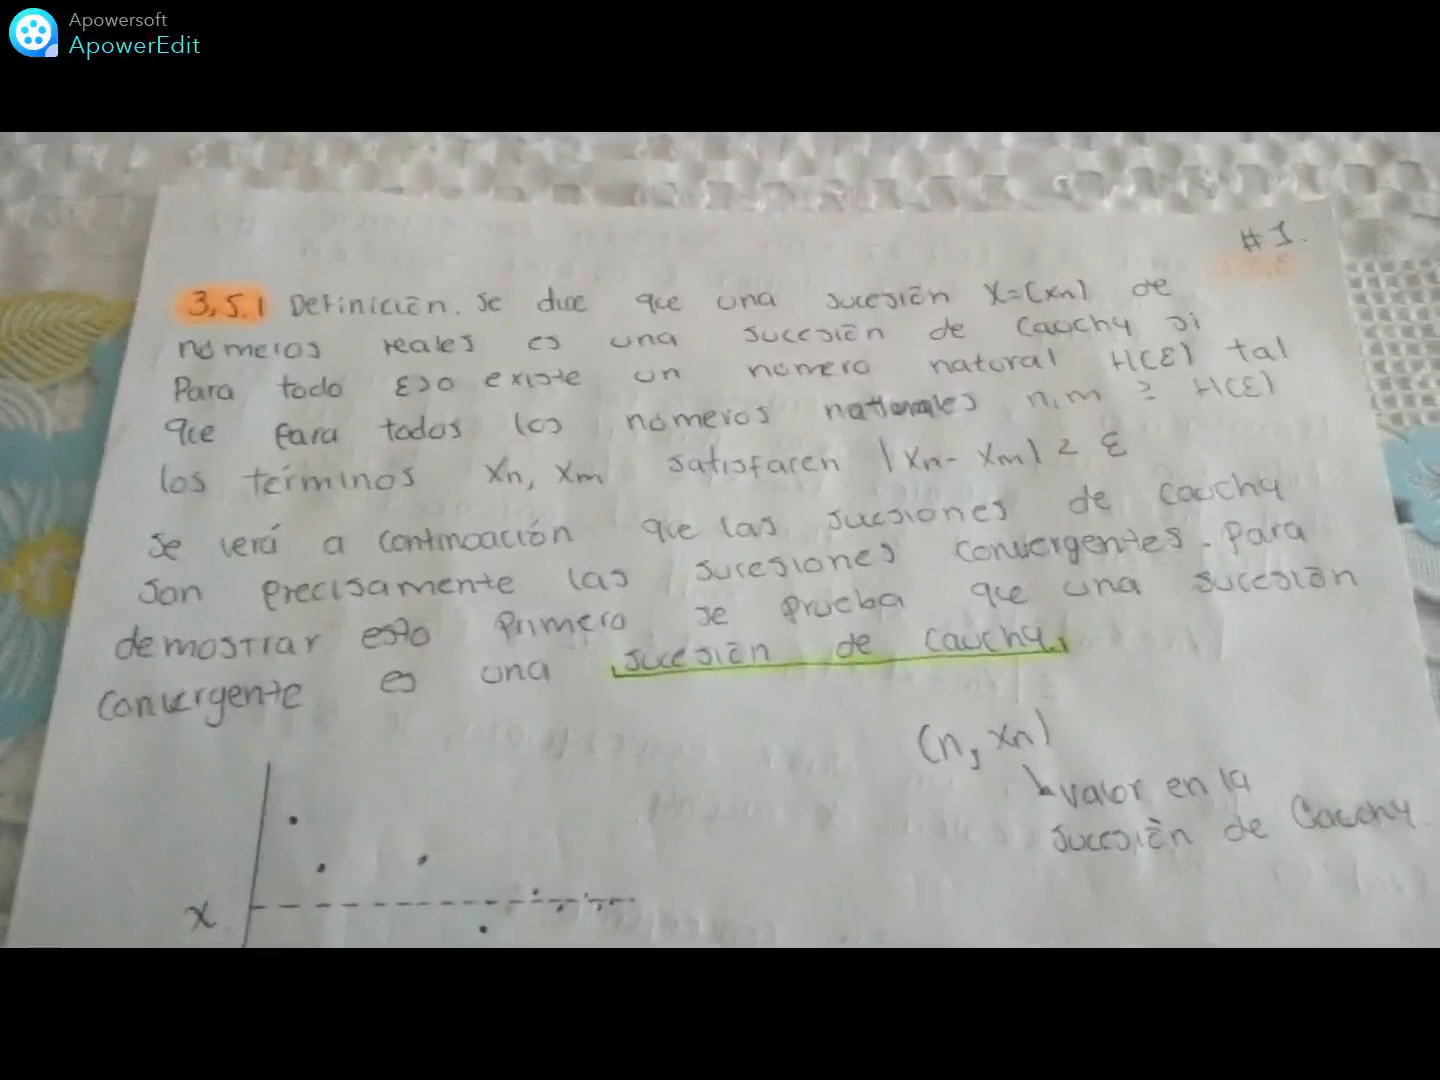 Apowersoft
ApowerEdit
#1.
3,5.1 Definición. Se dice que una sucesión X=(xn) de
números reales es una sucesión de Cauchy si
Para todo ε>0 existe un número natural H(ε) tal
que para todos los números naturales n,m ≥ H(ε)
los términos xn, xm satisfacen |xn - xm| < ε
Se verá a continuación que las sucsiones de Cauchy
son precisamente las sucesiones convergentes. Para
demostrar esto primero se prueba que una sucesión
convergente es una sucesión de Cauchy.
(n, xn)
↳ valor en la
sucesión de Cauchy.
X